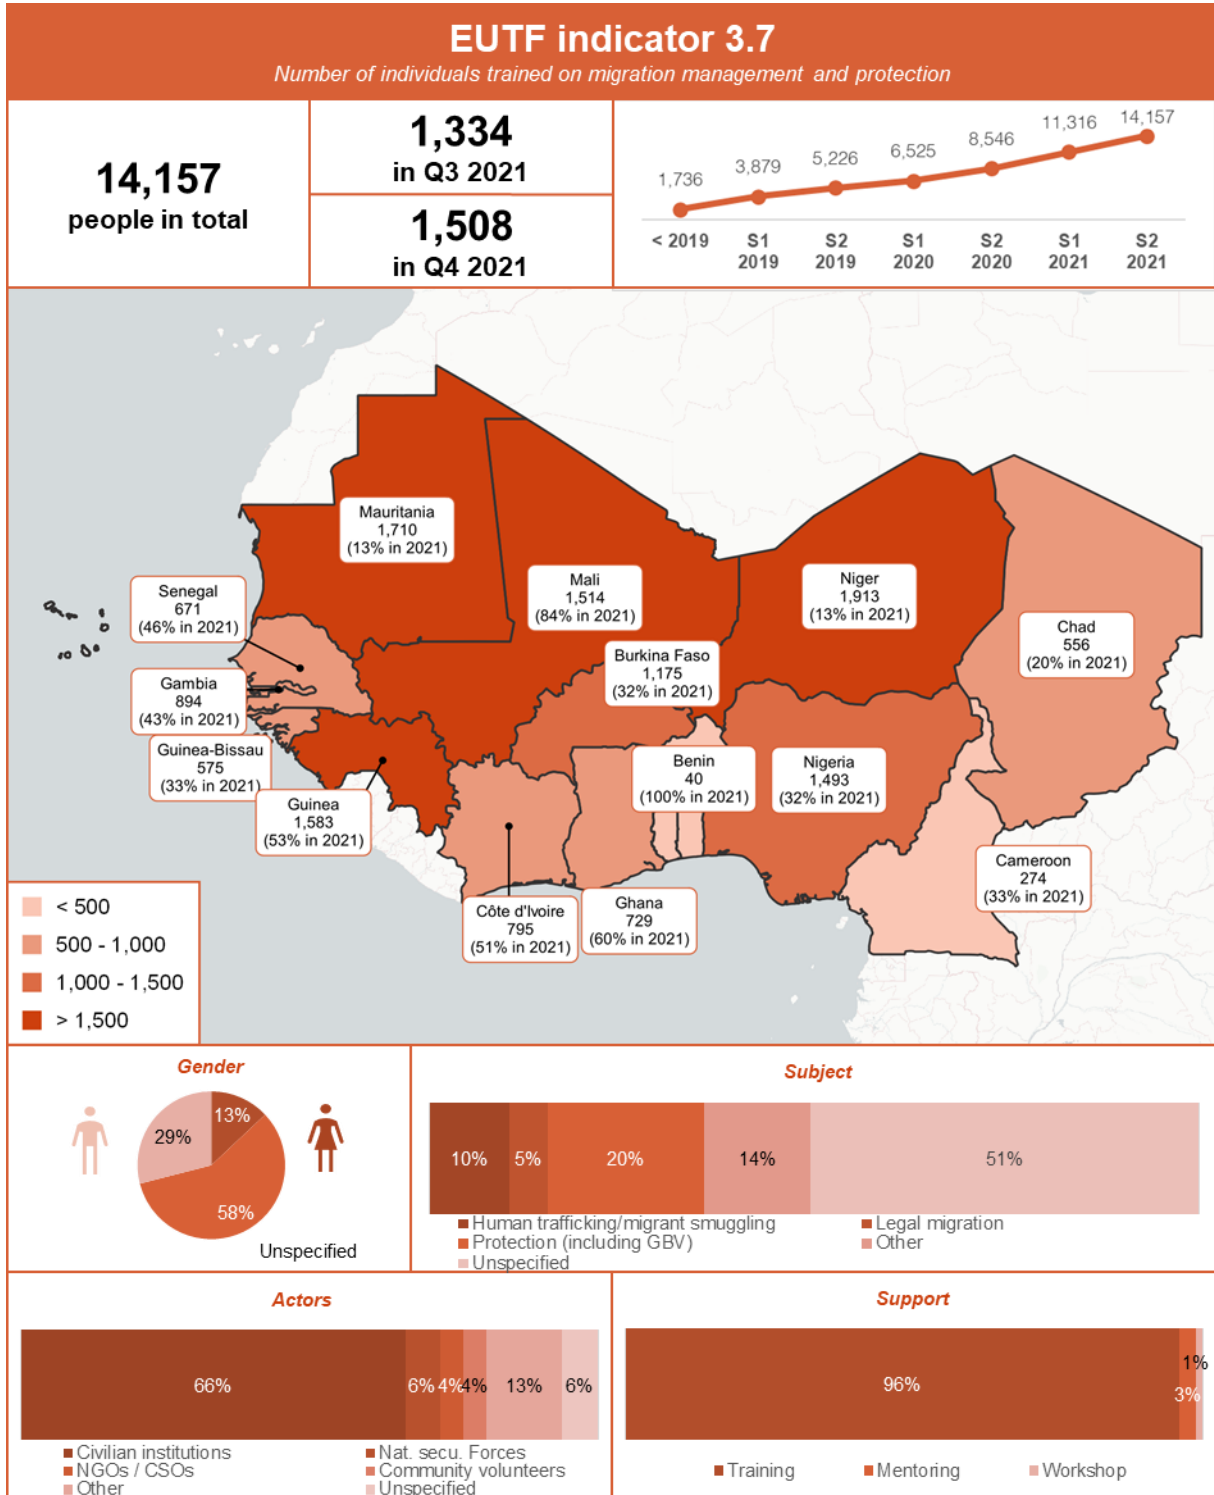 EUTF indicator 3.7
Number of individuals trained on migration management and protection
14,157
people in total
1,334
in Q3 2021
1,508
in Q4 2021
1,736
3,879
5,226
6,525
8,546
11,316
14,157
< 2019
S1
2019
S2
2019
S1
2020
S2
2020
S1
2021
S2
2021
Mauritania
1,710
(13% in 2021)
Mali
1,514
(84% in 2021)
Niger
1,913
(13% in 2021)
Senegal
671
(46% in 2021)
Chad
556
(20% in 2021)
Burkina Faso
1,175
(32% in 2021)
Gambia
894
(43% in 2021)
Guinea-Bissau
575
(33% in 2021)
Benin
40
(100% in 2021)
Nigeria
1,493
(32% in 2021)
Guinea
1,583
(53% in 2021)
Cameroon
274
(33% in 2021)
Côte d'Ivoire
795
(51% in 2021)
Ghana
729
(60% in 2021)
< 500
500 - 1,000
1,000 - 1,500
> 1,500
Gender
13%
29%
58%
Unspecified
Subject
10%
5%
20%
14%
51%
Human trafficking/migrant smuggling
Legal migration
Protection (including GBV)
Other
Unspecified
Actors
66%
6%
4%
4%
13%
6%
Civilian institutions
Nat. secu. Forces
NGOs / CSOs
Community volunteers
Other
Unspecified
Support
96%
3%
1%
Training
Mentoring
Workshop